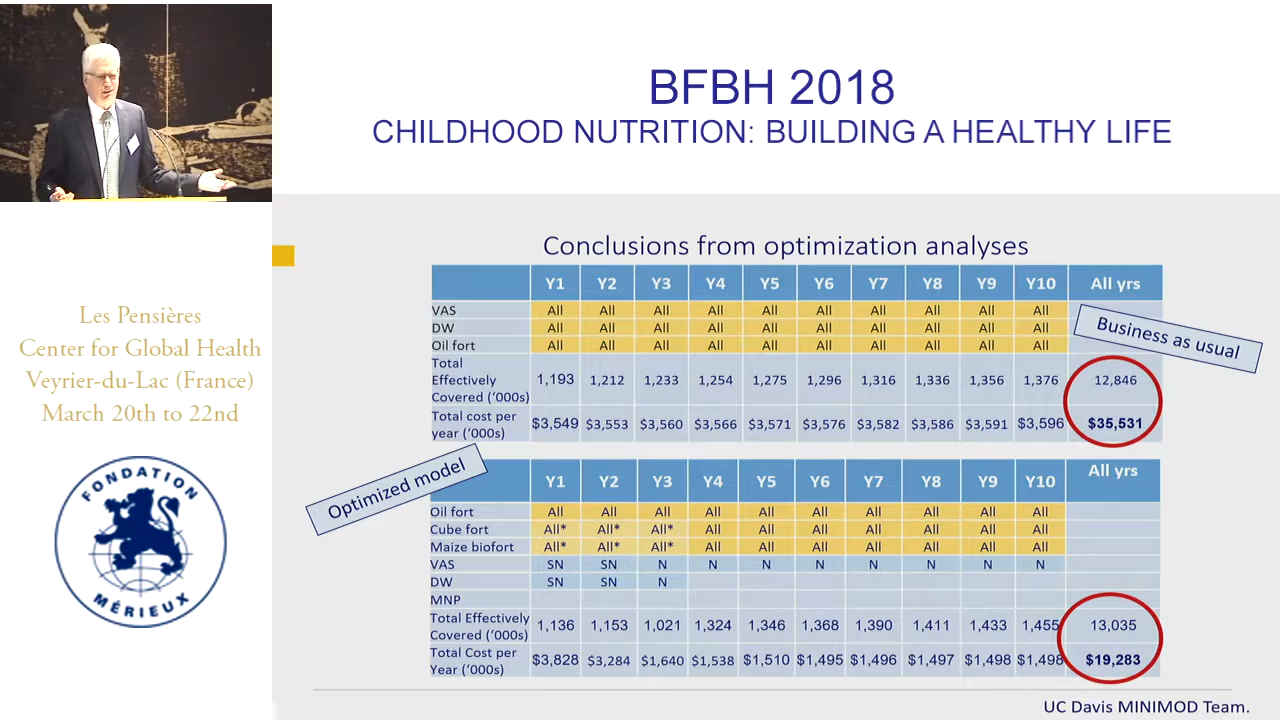 BFBH 2018
CHILDHOOD NUTRITION: BUILDING A HEALTHY LIFE
Les Pensières
Center for Global Health
Veyrier-du-Lac (France)
March 20th to 22nd
FONDATION
MÉRIEUX
Conclusions from optimization analyses
Y1 Y2 Y3 Y4 Y5 Y6 Y7 Y8 Y9 Y10 All yrs
VAS All All All All All All All All All All
DW All All All All All All All All All All
Oil fort All All All All All All All All All All
Business as usual
Total
Effectively 1,193 1,212 1,233 1,254 1,275 1,296 1,316 1,336 1,356 1,376 12,846
Covered ('000s)
Total cost per
year ('000s) $3,549 $3,553 $3,560 $3,566 $3,571 $3,576 $3,582 $3,586 $3,591 $3,596 $35,531
Optimized model
Y1 Y2 Y3 Y4 Y5 Y6 Y7 Y8 Y9 Y10 All yrs
Oil fort All All All All All All All All All All
Cube fort All* All* All* All All All All All All All
Maize biofort All* All* All* All All All All All All All
VAS SN SN N N N N N N N N
DW SN SN N
MNP
Total Effectively
Covered ('000s) 1,136 1,153 1,021 1,324 1,346 1,368 1,390 1,411 1,433 1,455 13,035
Total Cost per
Year ('000s) $3,828 $3,284 $1,640 $1,538 $1,510 $1,495 $1,496 $1,497 $1,498 $1,498 $19,283
UC Davis MINIMOD Team.